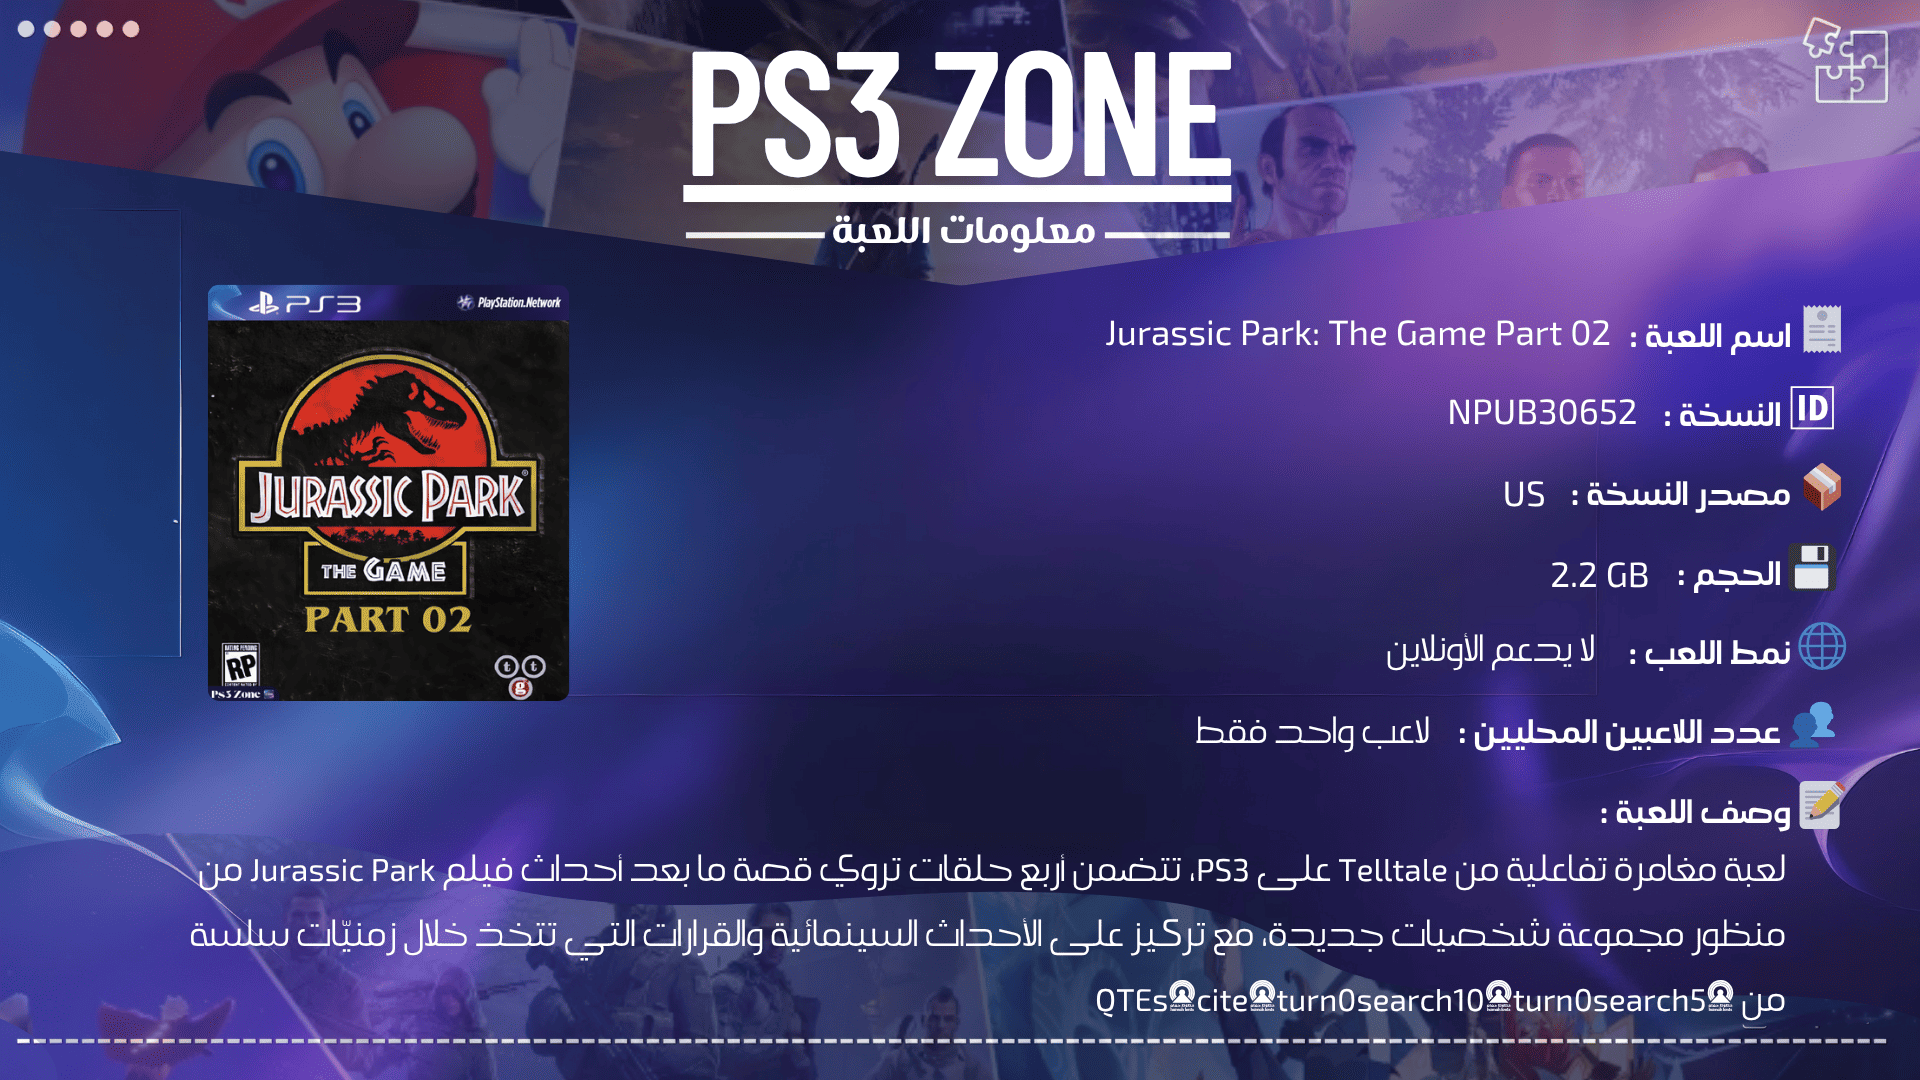 PS3 ZONE
معلومات اللعبة
PS3 PlayStation.Network
JURASSIC PARK
THE GAME
PART 02
RATING PENDING
RP
t t
g
Ps3 Zone
اسم اللعبة : Jurassic Park: The Game Part 02
ID النسخة : NPUB30652
مصدر النسخة : US
الحجم : 2.2 GB
نمط اللعب : لا يدعم الأونلاين
عدد اللاعبين المحليين : لاعب واحد فقط
وصف اللعبة :
لعبة مغامرة تفاعلية من Telltale على PS3، تتضمن أربع حلقات تروي قصة ما بعد أحداث فيلم Jurassic Park من
منظور مجموعة شخصيات جديدة، مع تركيز على الأحداث السينمائية والقرارات التي تتخذ خلال زمنيّات سلسة
من QTEsciteturn0search10turn0search5